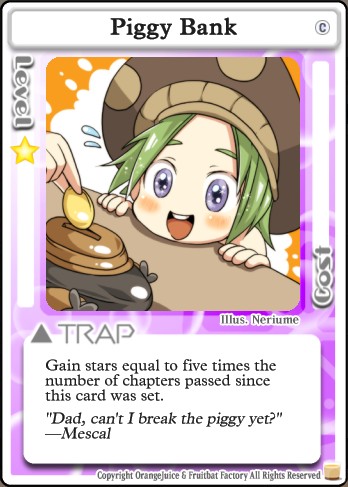 Piggy Bank
C
Level
Cost
Illus. Neriume
TRAP
Gain stars equal to five times the
number of chapters passed since
this card was set.
"Dad, can't I break the piggy yet?"
—Mescal
Copyright Orangejuice & Fruitbat Factory All Rights Reserved